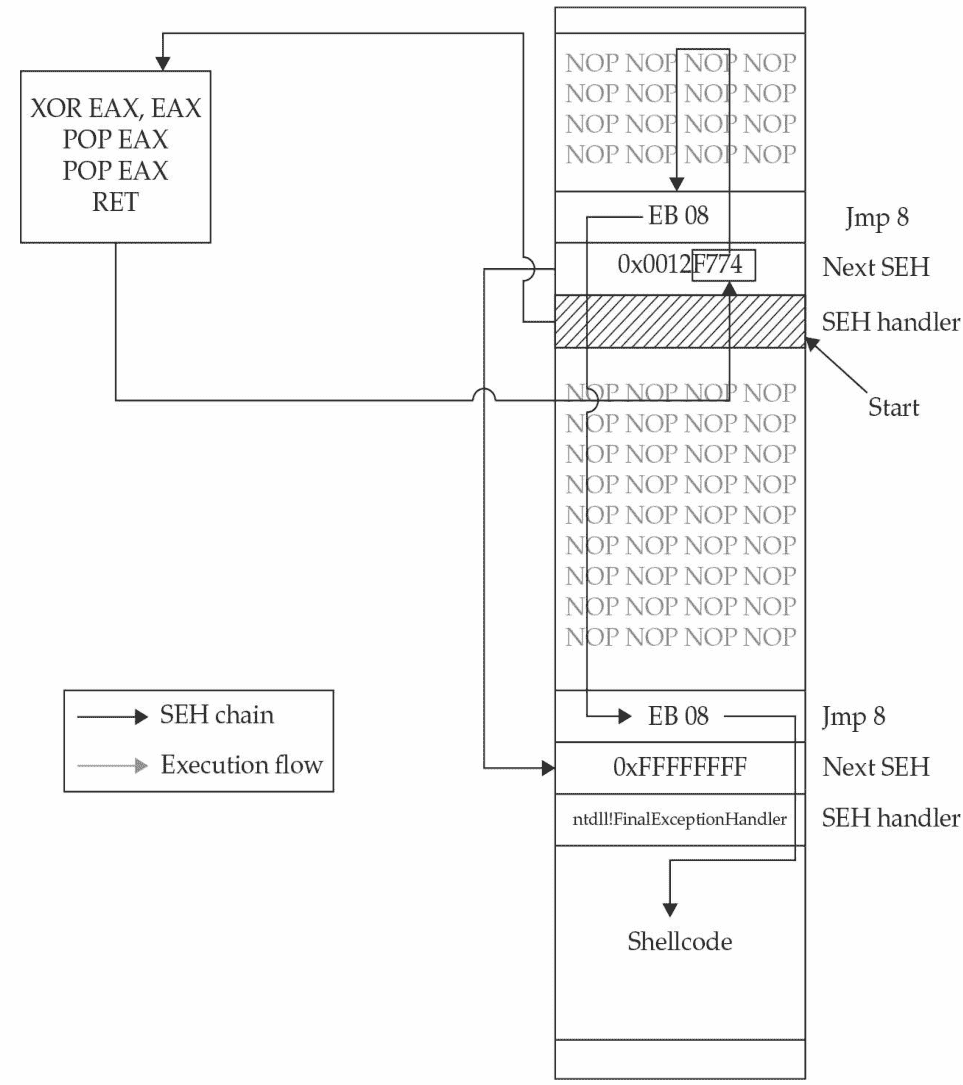 NOP NOP NOP NOP
NOP NOP NOP NOP
NOP NOP NOP NOP
NOP NOP NOP NOP
XOR EAX, EAX
POP EAX
POP EAX
RET
EB 08
Jmp 8
0x0012F774
Next SEH
SEH handler
Start
NOP NOP NOP NOP
NOP NOP NOP NOP
NOP NOP NOP NOP
NOP NOP NOP NOP
NOP NOP NOP NOP
NOP NOP NOP NOP
NOP NOP NOP NOP
NOP NOP NOP NOP
NOP NOP NOP NOP
SEH chain
Execution flow
EB 08
Jmp 8
0xFFFFFFFF
Next SEH
ntdll!FinalExceptionHandler
SEH handler
Shellcode